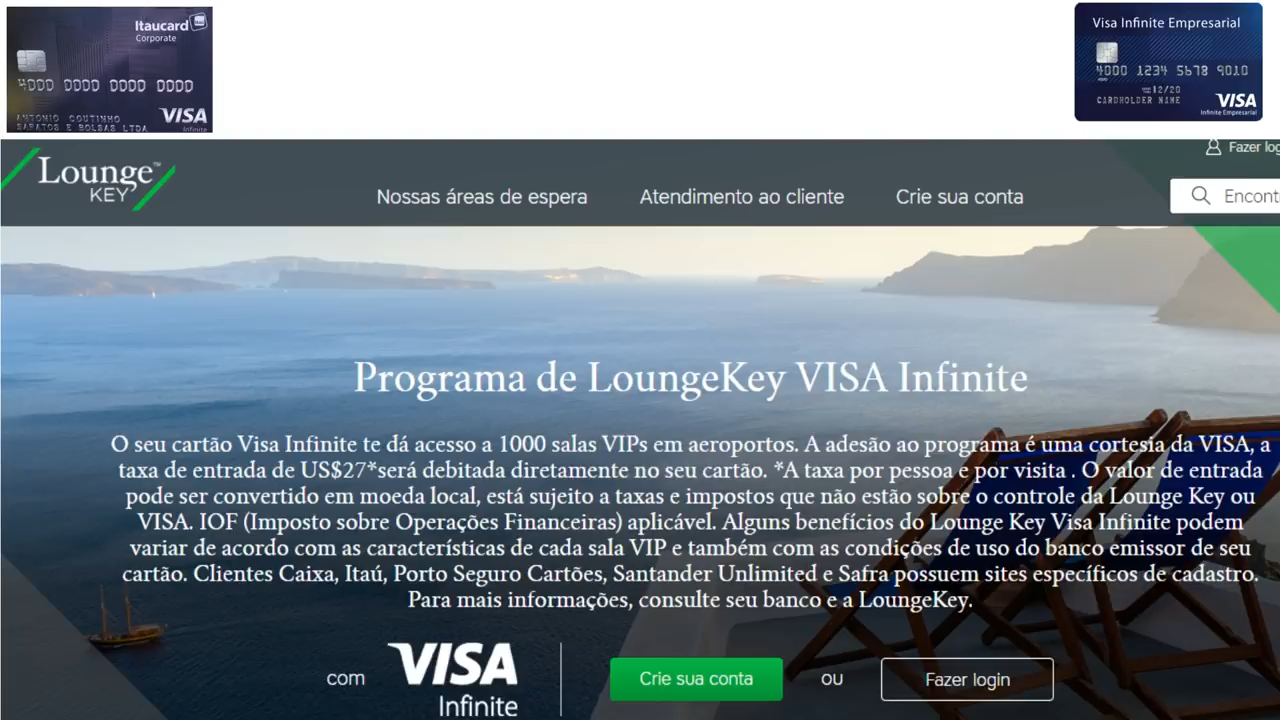 Itaucard
Corporate
4000 0000 0000 0000
ANTONIO COUTINHO
SAPATOS E BOLSAS LTDA
VISA
Infinite
Visa Infinite Empresarial
4000 1234 5678 9010
4000
12/20
CARDHOLDER NAME
VISA
Infinite Empresarial
Fazer log
Lounge™
KEY
Nossas áreas de espera
Atendimento ao cliente
Crie sua conta
Encont
Programa de LoungeKey VISA Infinite
O seu cartão Visa Infinite te dá acesso a 1000 salas VIPs em aeroportos. A adesão ao programa é uma cortesia da VISA, a
taxa de entrada de US$27*será debitada diretamente no seu cartão. *A taxa por pessoa e por visita . O valor de entrada
pode ser convertido em moeda local, está sujeito a taxas e impostos que não estão sobre o controle da Lounge Key ou
VISA. IOF (Imposto sobre Operações Financeiras) aplicável. Alguns benefícios do Lounge Key Visa Infinite podem
variar de acordo com as características de cada sala VIP e também com as condições de uso do banco emissor de seu
cartão. Clientes Caixa, Itaú, Porto Seguro Cartões, Santander Unlimited e Safra possuem sites específicos de cadastro.
Para mais informações, consulte seu banco e a LoungeKey.
com
VISA
Infinite
Crie sua conta
ou
Fazer login